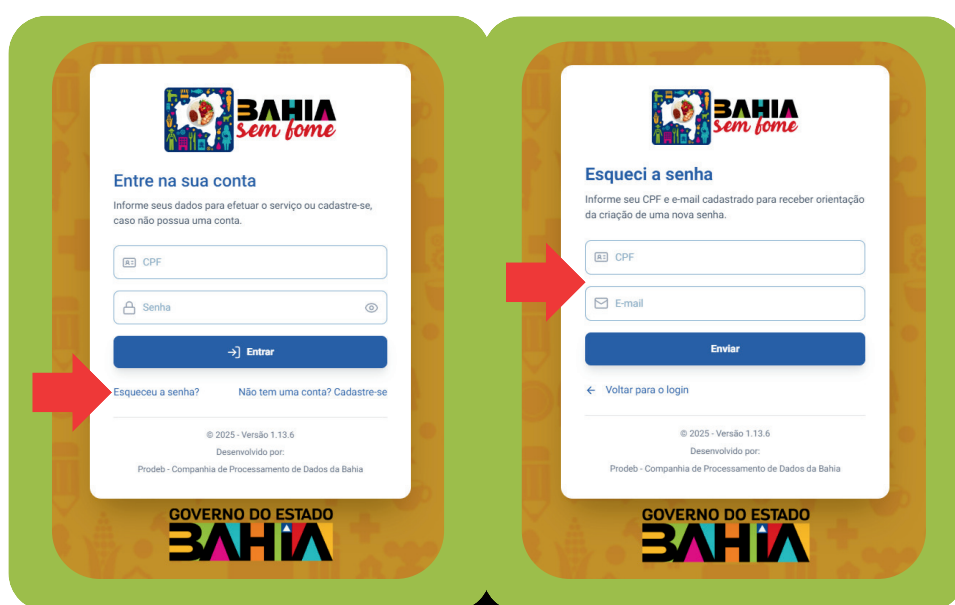 BAHIA
sem fome
Entre na sua conta
Informe seus dados para efetuar o serviço ou cadastre-se,
caso não possua uma conta.
CPF
Senha
Entrar
Esqueceu a senha?
Não tem uma conta? Cadastre-se
© 2025 - Versão 1.13.6
Desenvolvido por:
Prodeb - Companhia de Processamento de Dados da Bahia
GOVERNO DO ESTADO
BAHIA
BAHIA
sem fome
Esqueci a senha
Informe seu CPF e e-mail cadastrado para receber orientação
da criação de uma nova senha.
CPF
E-mail
Enviar
Voltar para o login
© 2025 - Versão 1.13.6
Desenvolvido por:
Prodeb - Companhia de Processamento de Dados da Bahia
GOVERNO DO ESTADO
BAHIA